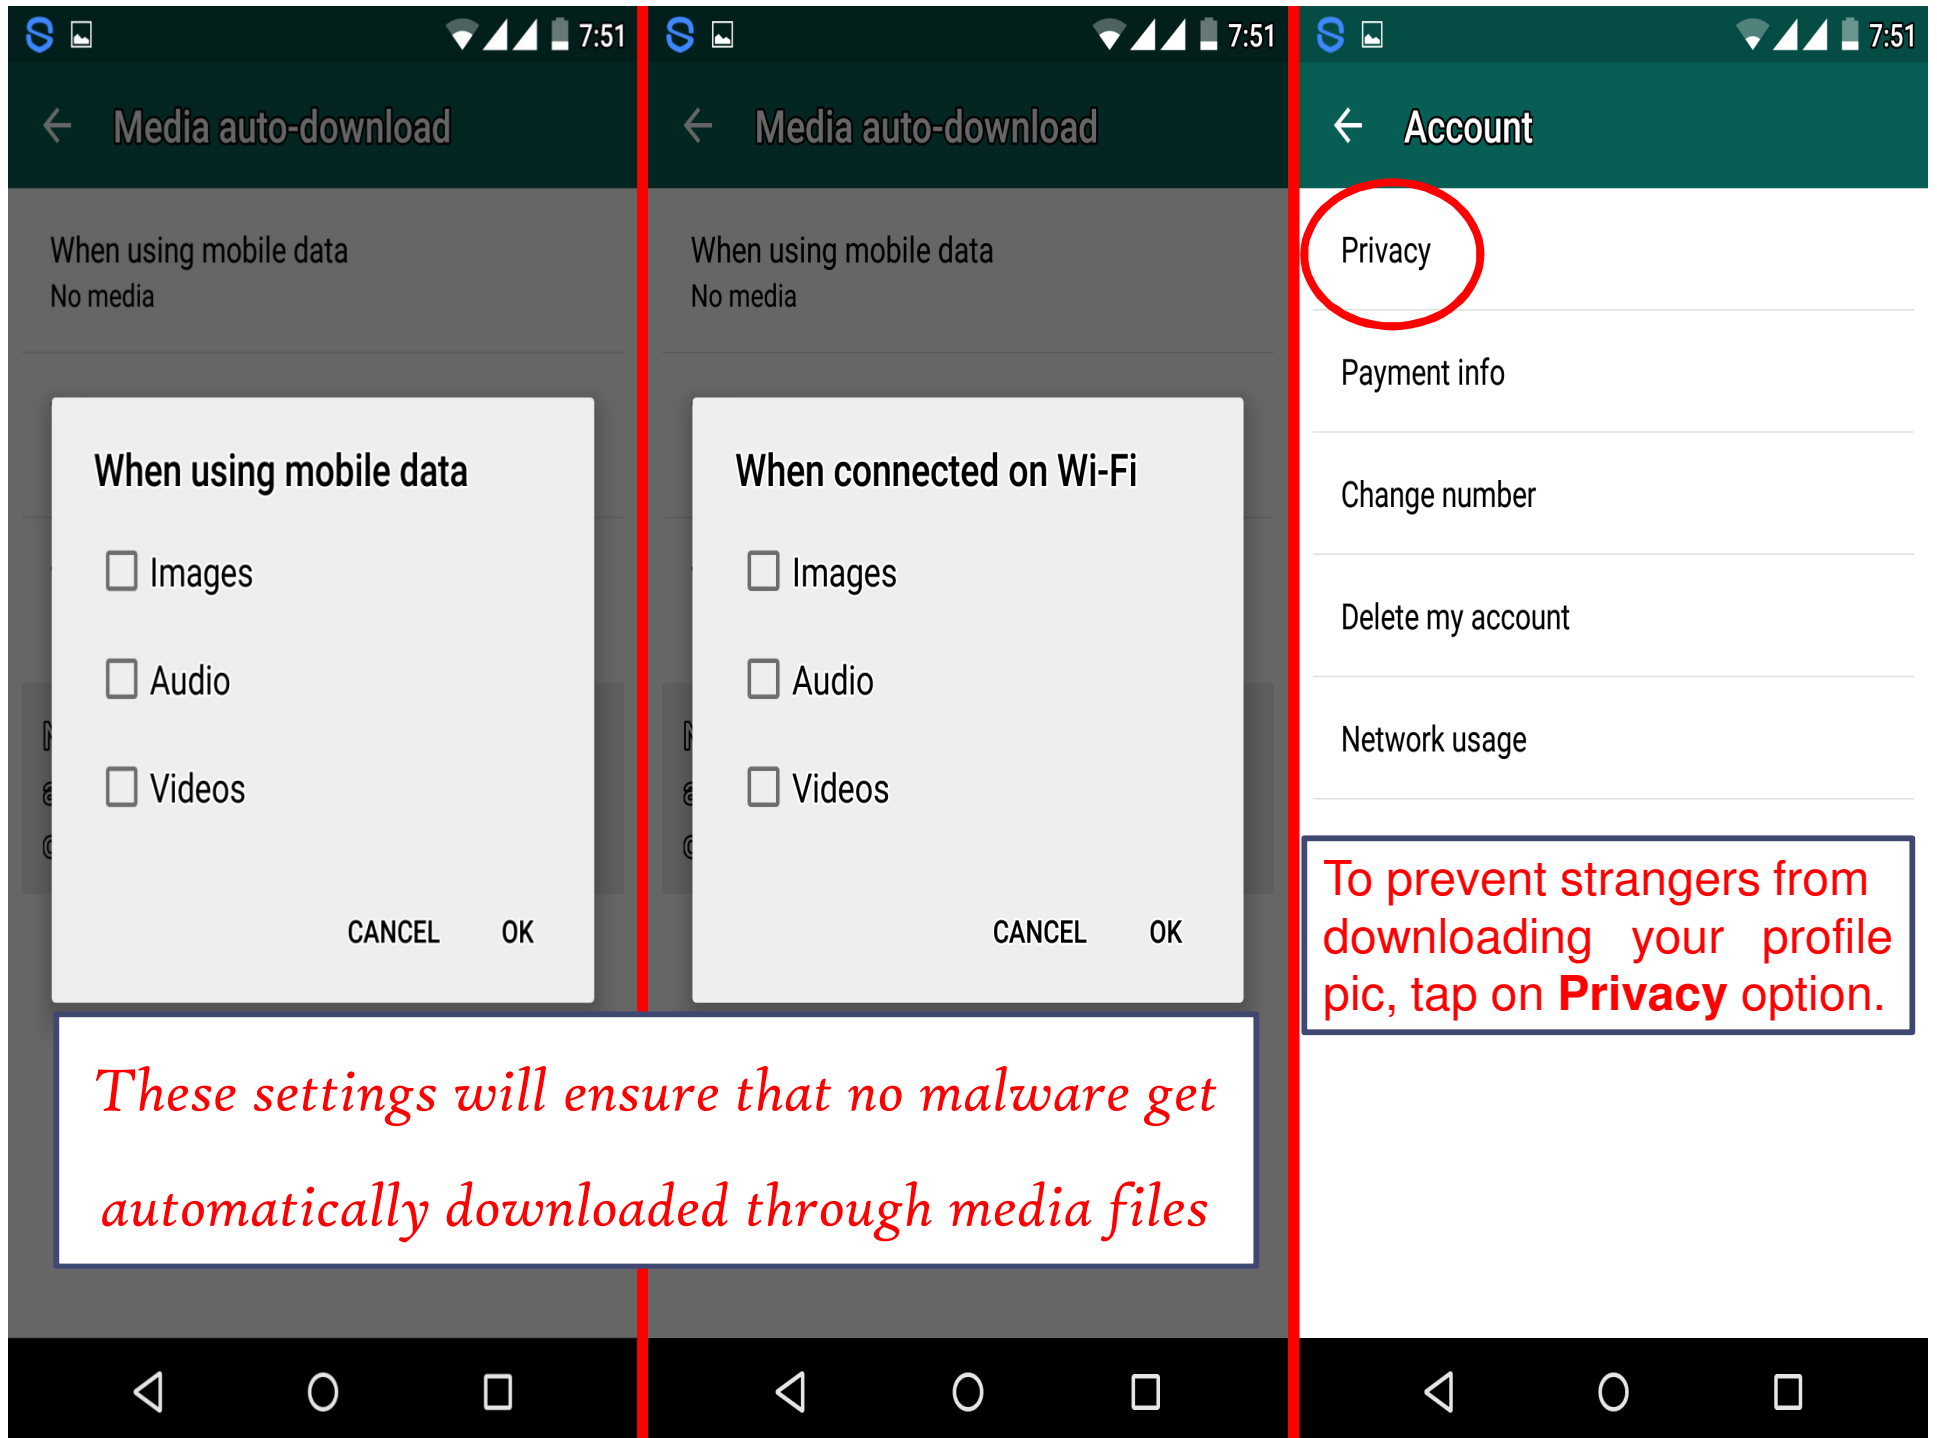 7:51
Media auto-download
When using mobile data
No media
When using mobile data
Images
Audio
Videos
CANCEL OK
7:51
Media auto-download
When using mobile data
No media
When connected on Wi-Fi
Images
Audio
Videos
CANCEL OK
These settings will ensure that no malware get
automatically downloaded through media files
7:51
Account
Privacy
Payment info
Change number
Delete my account
Network usage
To prevent strangers from
downloading your profile
pic, tap on Privacy option.